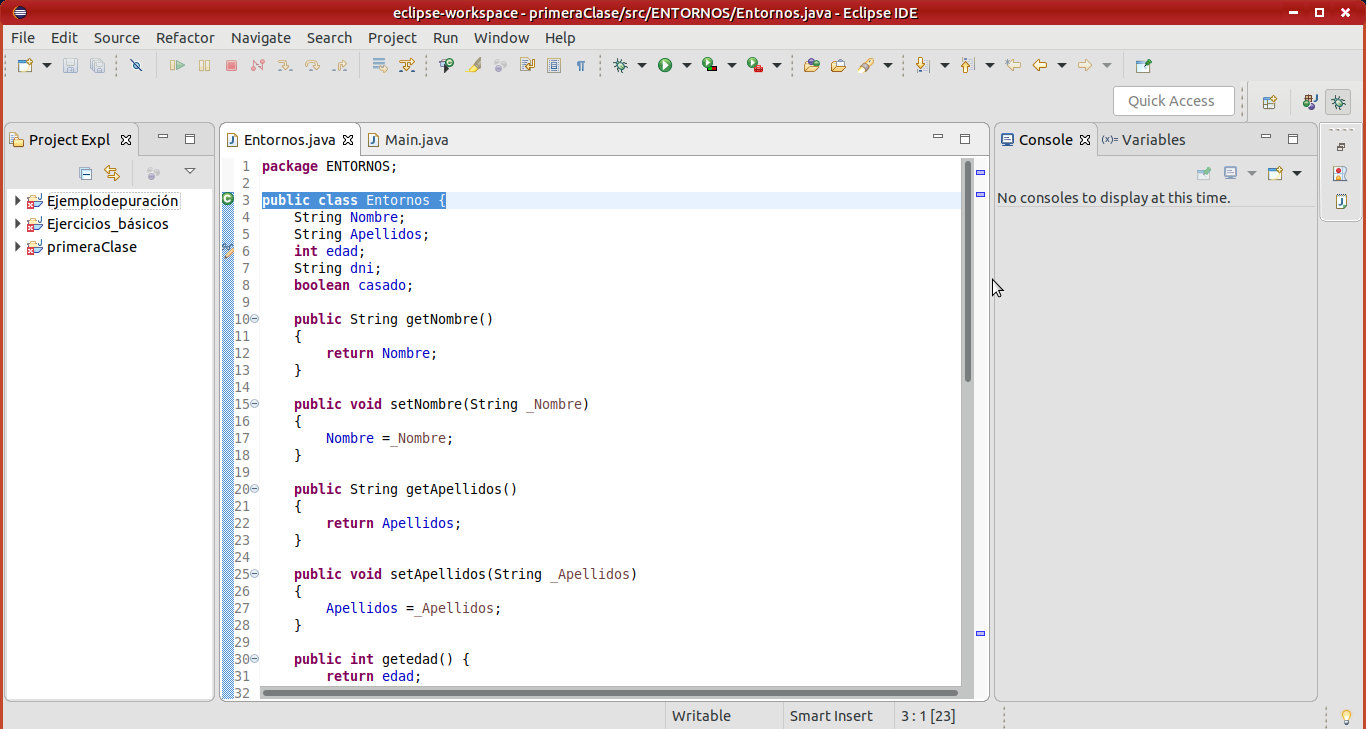 eclipse-workspace - primeraClase/src/ENTORNOS/Entornos.java - Eclipse IDE
File Edit Source Refactor Navigate Search Project Run Window Help
Quick Access
Project Expl
Entornos.java
Main.java
Console
(x)= Variables
Ejemplodepuración
Ejercicios_básicos
primeraClase
1 package ENTORNOS;
2
3 public class Entornos {
4 String Nombre;
5 String Apellidos;
6 int edad;
7 String dni;
8 boolean casado;
9
10 public String getNombre()
11 {
12 return Nombre;
13 }
14
15 public void setNombre(String _Nombre)
16 {
17 Nombre =_Nombre;
18 }
19
20 public String getApellidos()
21 {
22 return Apellidos;
23 }
24
25 public void setApellidos(String _Apellidos)
26 {
27 Apellidos =_Apellidos;
28 }
29
30 public int getedad() {
31 return edad;
32
No consoles to display at this time.
Writable
Smart Insert
3 : 1 [23]